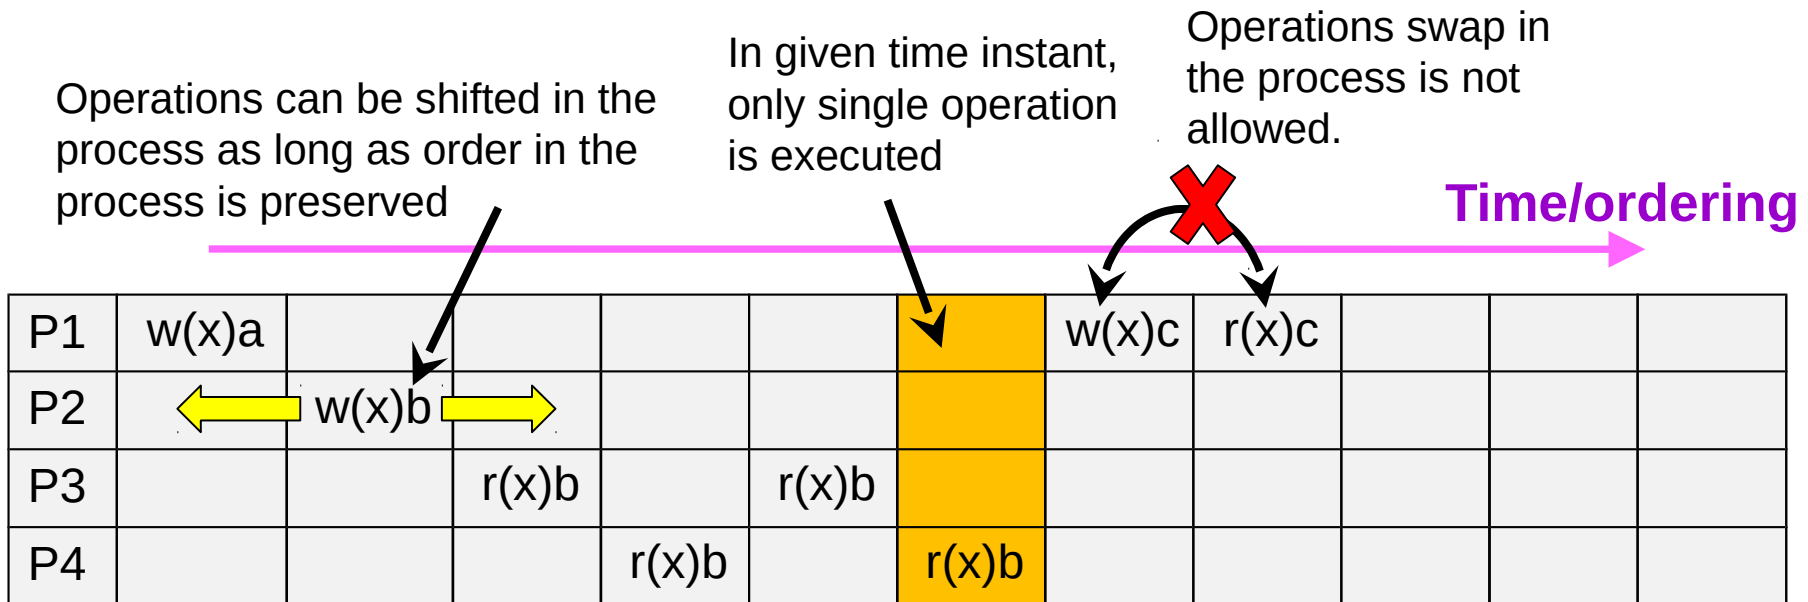 Operations can be shifted in the
process as long as order in the
process is preserved
In given time instant,
only single operation
is executed
Operations swap in
the process is not
allowed.
Time/ordering
P1 w(x)a w(x)c r(x)c
P2 w(x)b
P3 r(x)b r(x)b
P4 r(x)b r(x)b